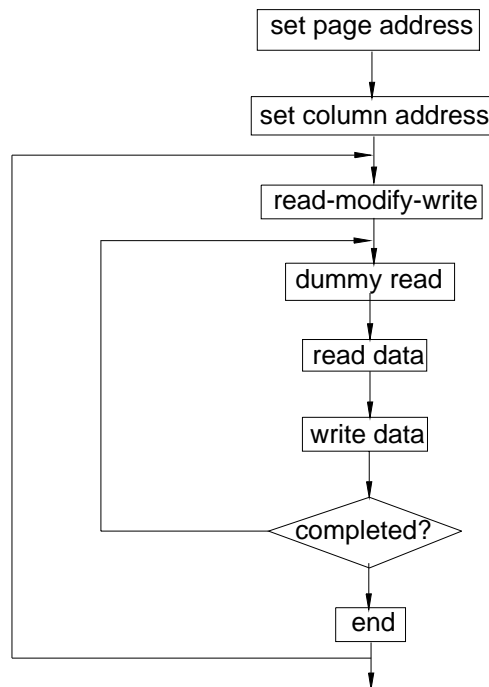 set page address
set column address
read-modify-write
dummy read
read data
write data
completed?
end